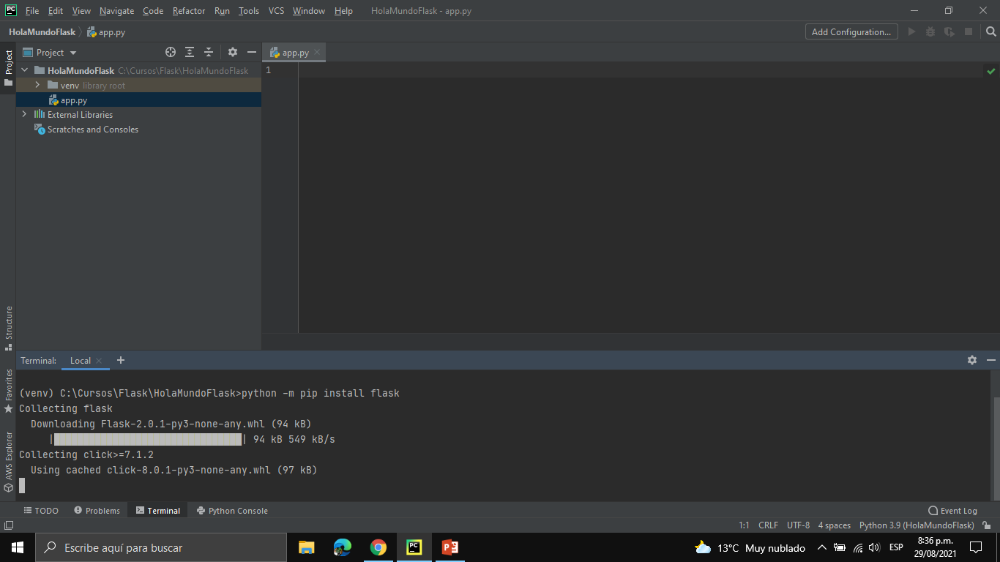 PC File Edit View Navigate Code Refactor Run Tools VCS Window Help HolaMundoFlask - app.py
HolaMundoFlask app.py Add Configuration...
Project
Project
app.py
HolaMundoFlask C:\Cursos\Flask\HolaMundoFlask
1
venv library root
app.py
External Libraries
Scratches and Consoles
Structure
Favorites
AWS Explorer
Terminal: Local
(venv) C:\Cursos\Flask\HolaMundoFlask>python -m pip install flask
Collecting flask
Downloading Flask-2.0.1-py3-none-any.whl (94 kB)
|████████████████████████████████| 94 kB 549 kB/s
Collecting click>=7.1.2
Using cached click-8.0.1-py3-none-any.whl (97 kB)
TODO Problems Terminal Python Console Event Log
1:1 CRLF UTF-8 4 spaces Python 3.9 (HolaMundoFlask)
Escribe aquí para buscar PC 13°C Muy nublado ESP
8:36 p.m.
29/08/2021